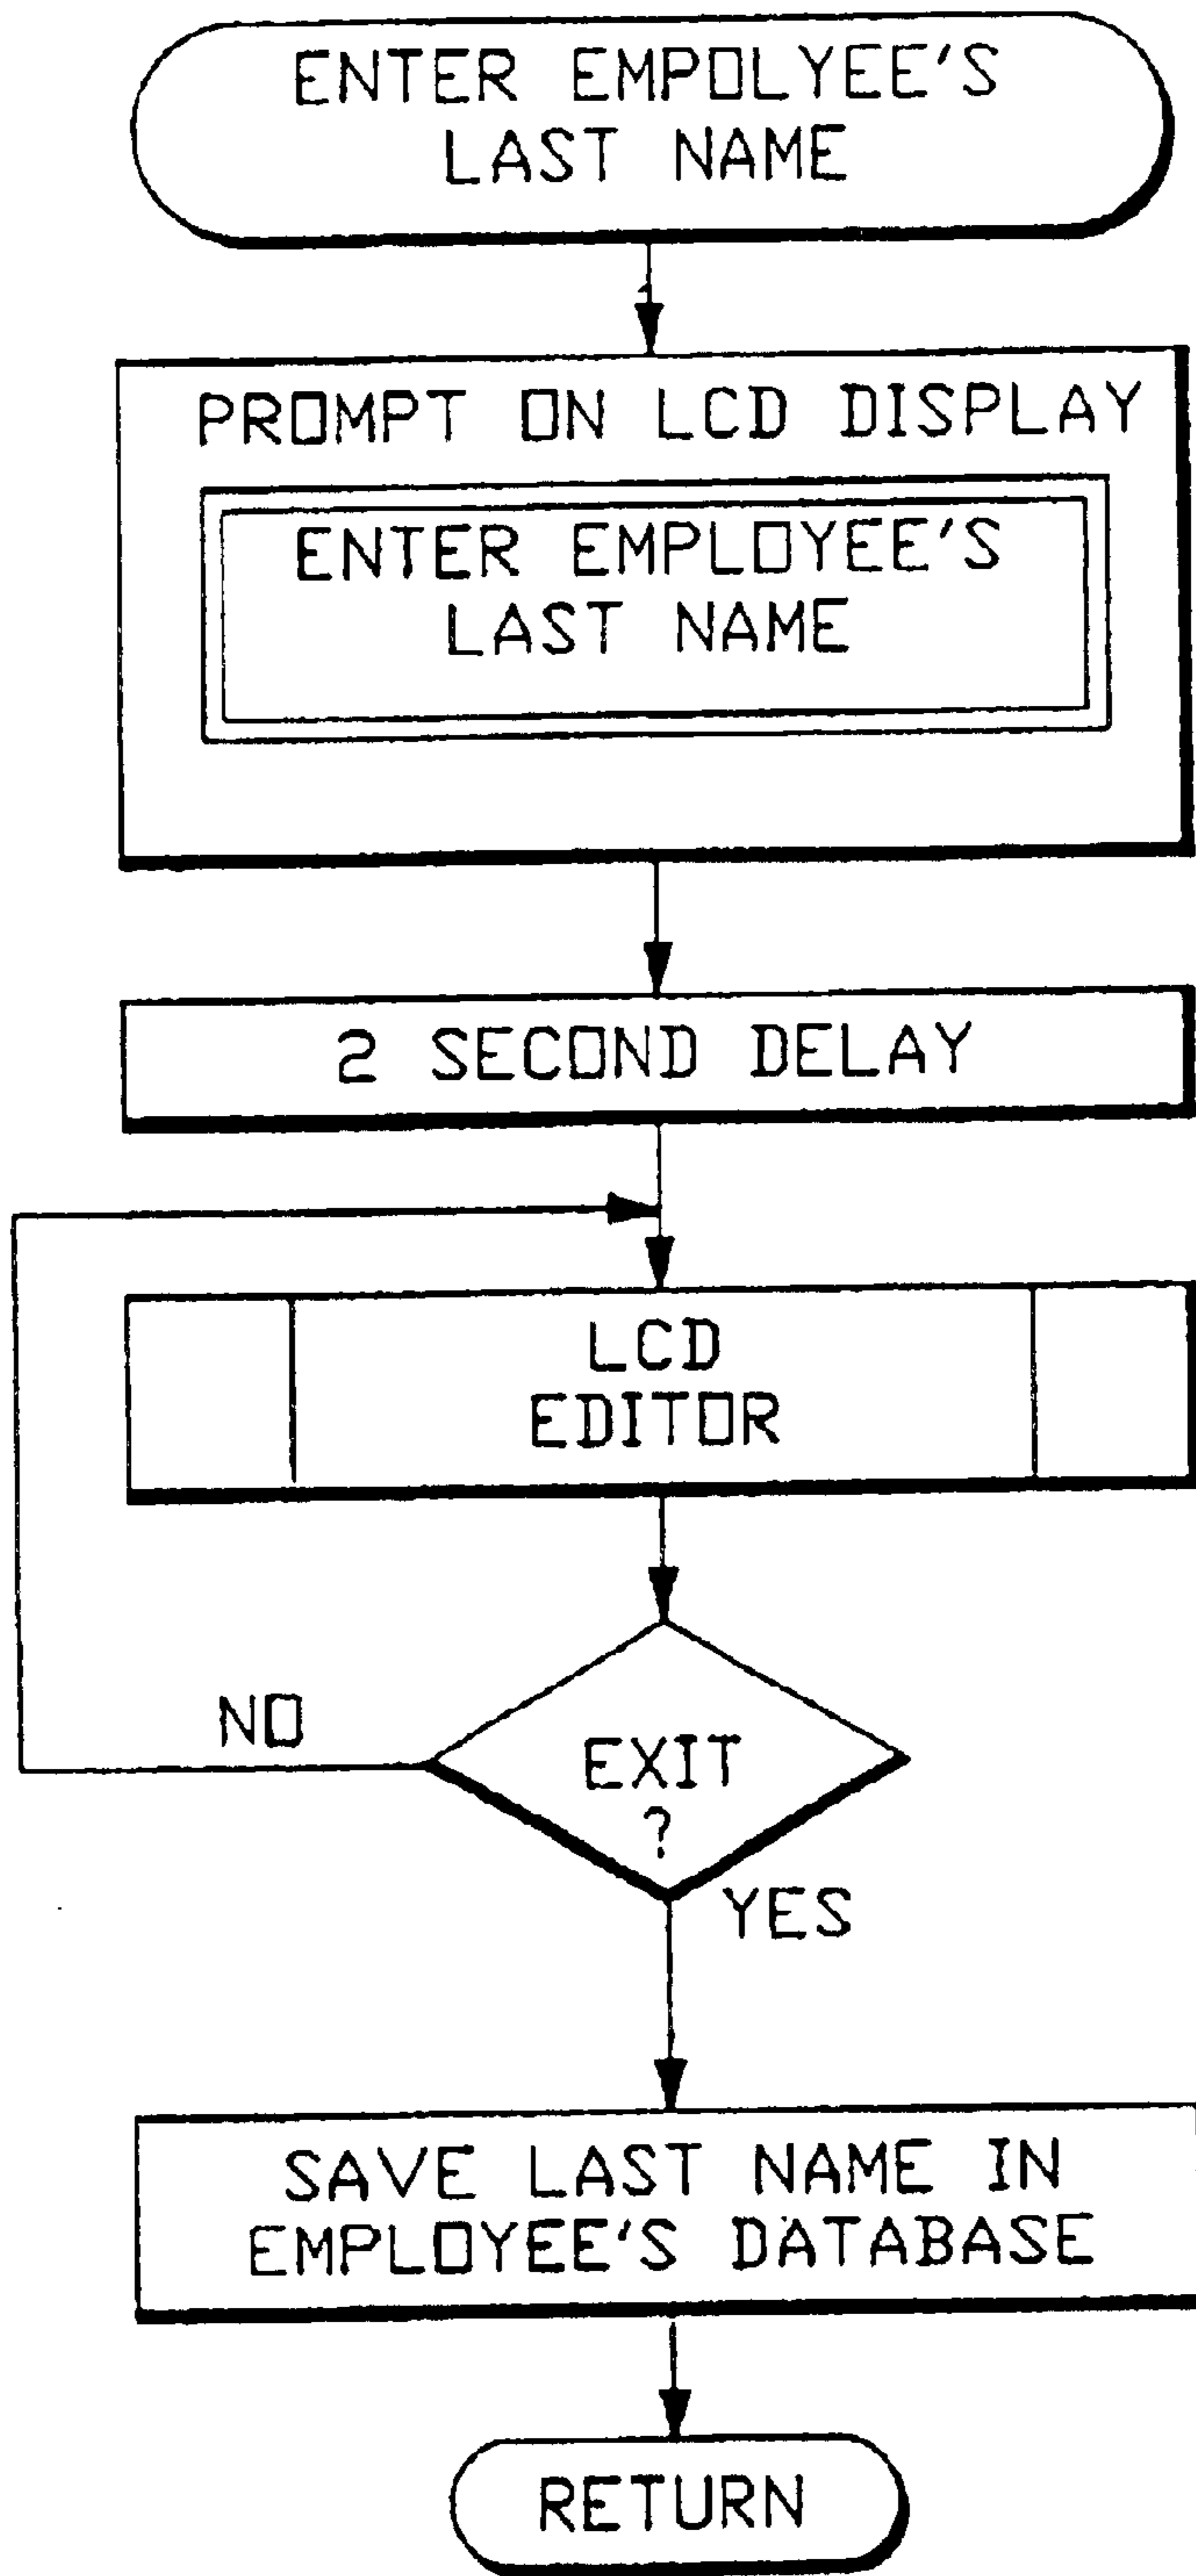 ENTER EMPOLYEE'S
LAST NAME
PROMPT ON LCD DISPLAY
ENTER EMPLOYEE'S
LAST NAME
2 SECOND DELAY
LCD
EDITOR
NO
EXIT
?
YES
SAVE LAST NAME IN
EMPLOYEE'S DATABASE
RETURN